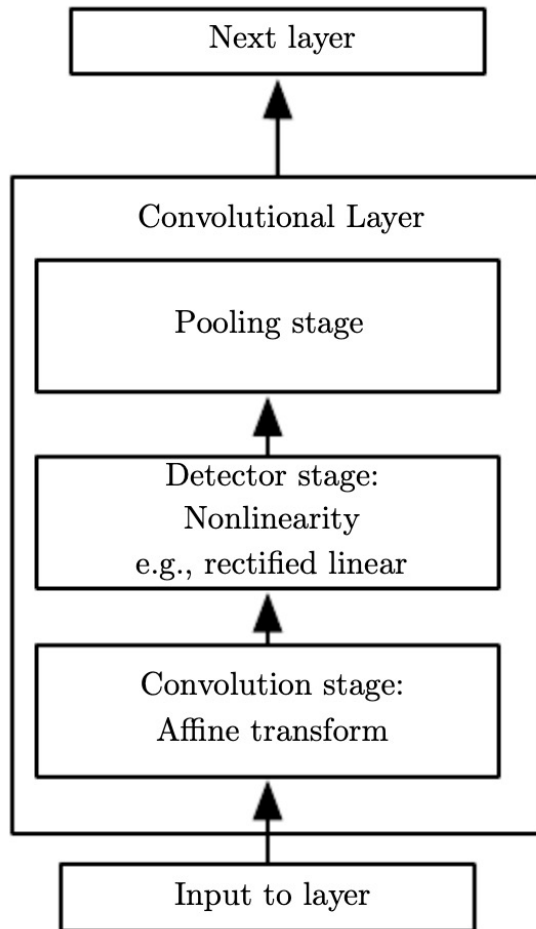 Next layer
Convolutional Layer
Pooling stage
Detector stage:
Nonlinearity
e.g., rectified linear
Convolution stage:
Affine transform
Input to layer